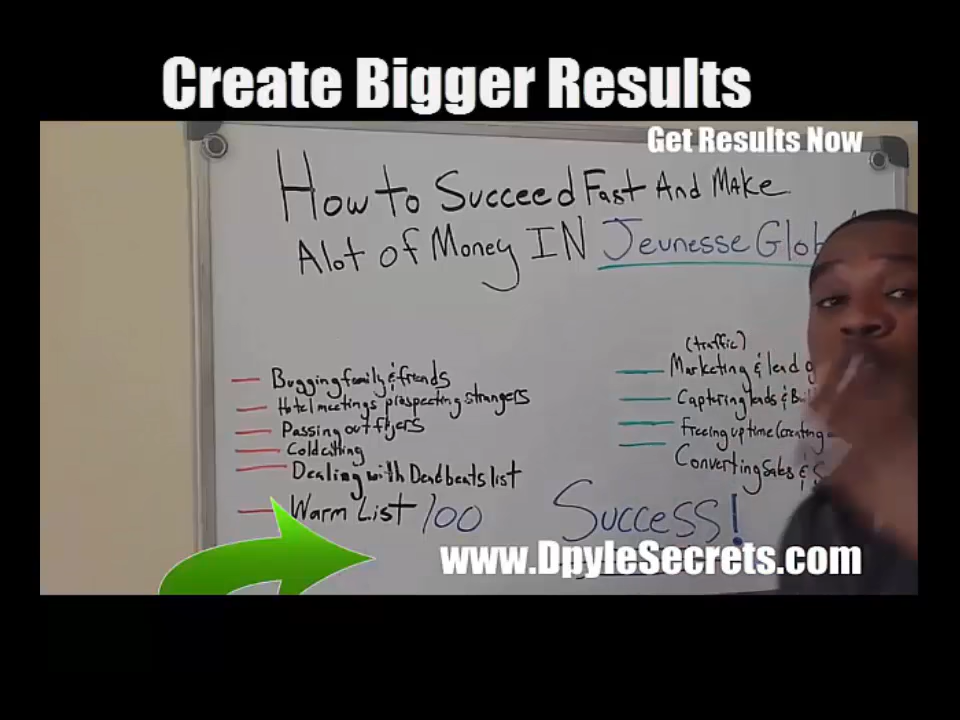 Create Bigger Results
Get Results Now
How to Succeed Fast And Make
Alot of Money IN Jeunesse Glob
Bugging family & friends
Hotel meetings prospecting strangers
Passing out flyers
Cold calling
Dealing with Deadbeats list
Warm List 100
(traffic)
Marketing & lead
Capturing leads &
Freeing up time (creating
Converting Sales &
Success!
www.DpyleSecrets.com